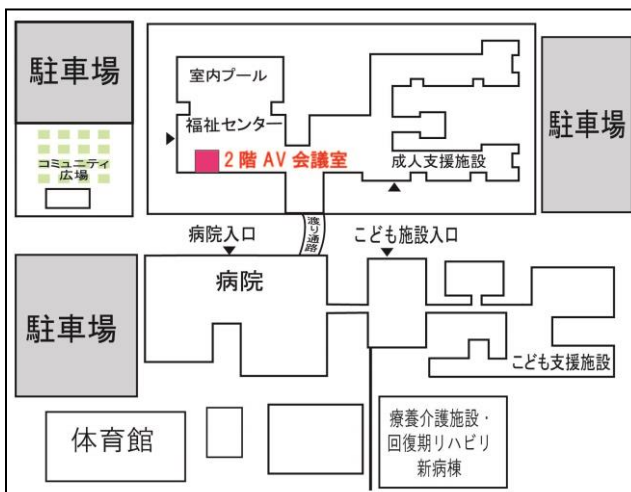 駐車場
室内プール
福祉センター
2階 AV 会議室
成人支援施設
駐車場
コミュニティ
広場
渡り通路
病院入口
こども施設入口
病院
駐車場
こども支援施設
体育館
療養介護施設・
回復期リハビリ
新病棟